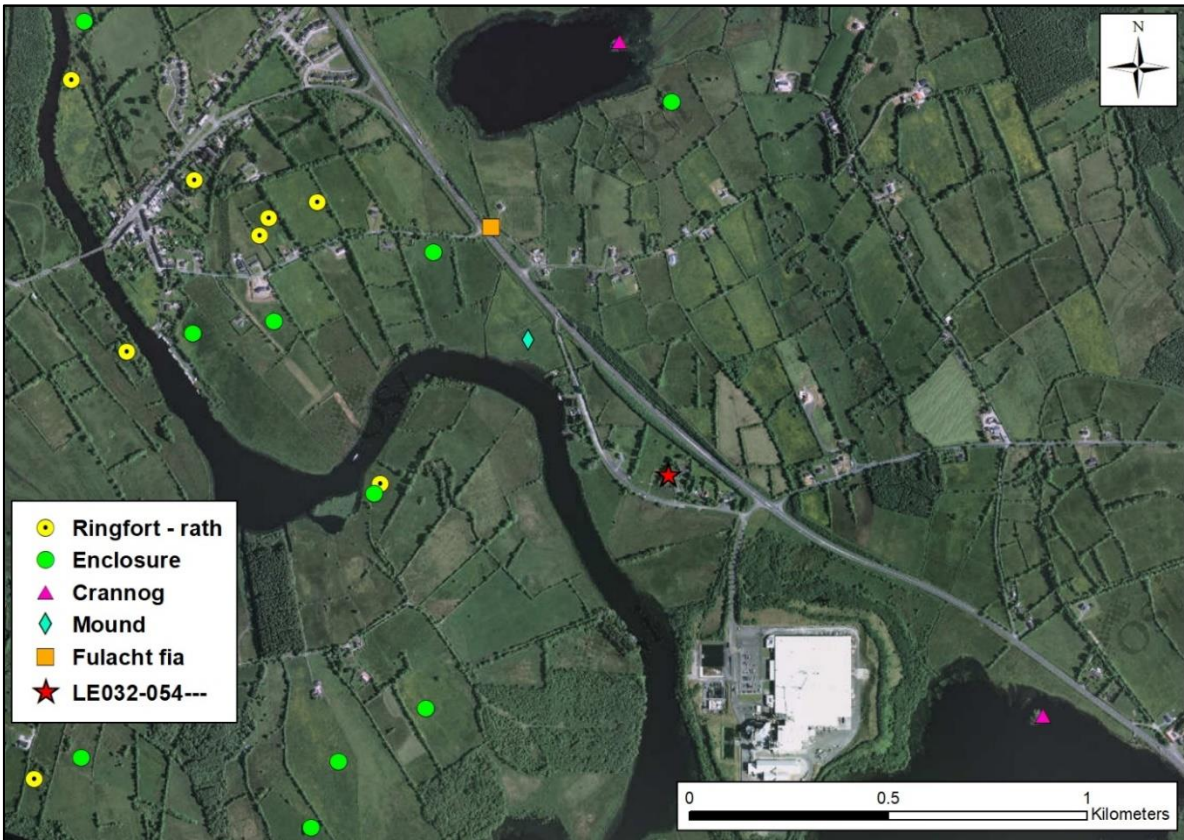 N
Ringfort - rath
Enclosure
Crannog
Mound
Fulacht fia
LE032-054---
0 0.5 1
Kilometers